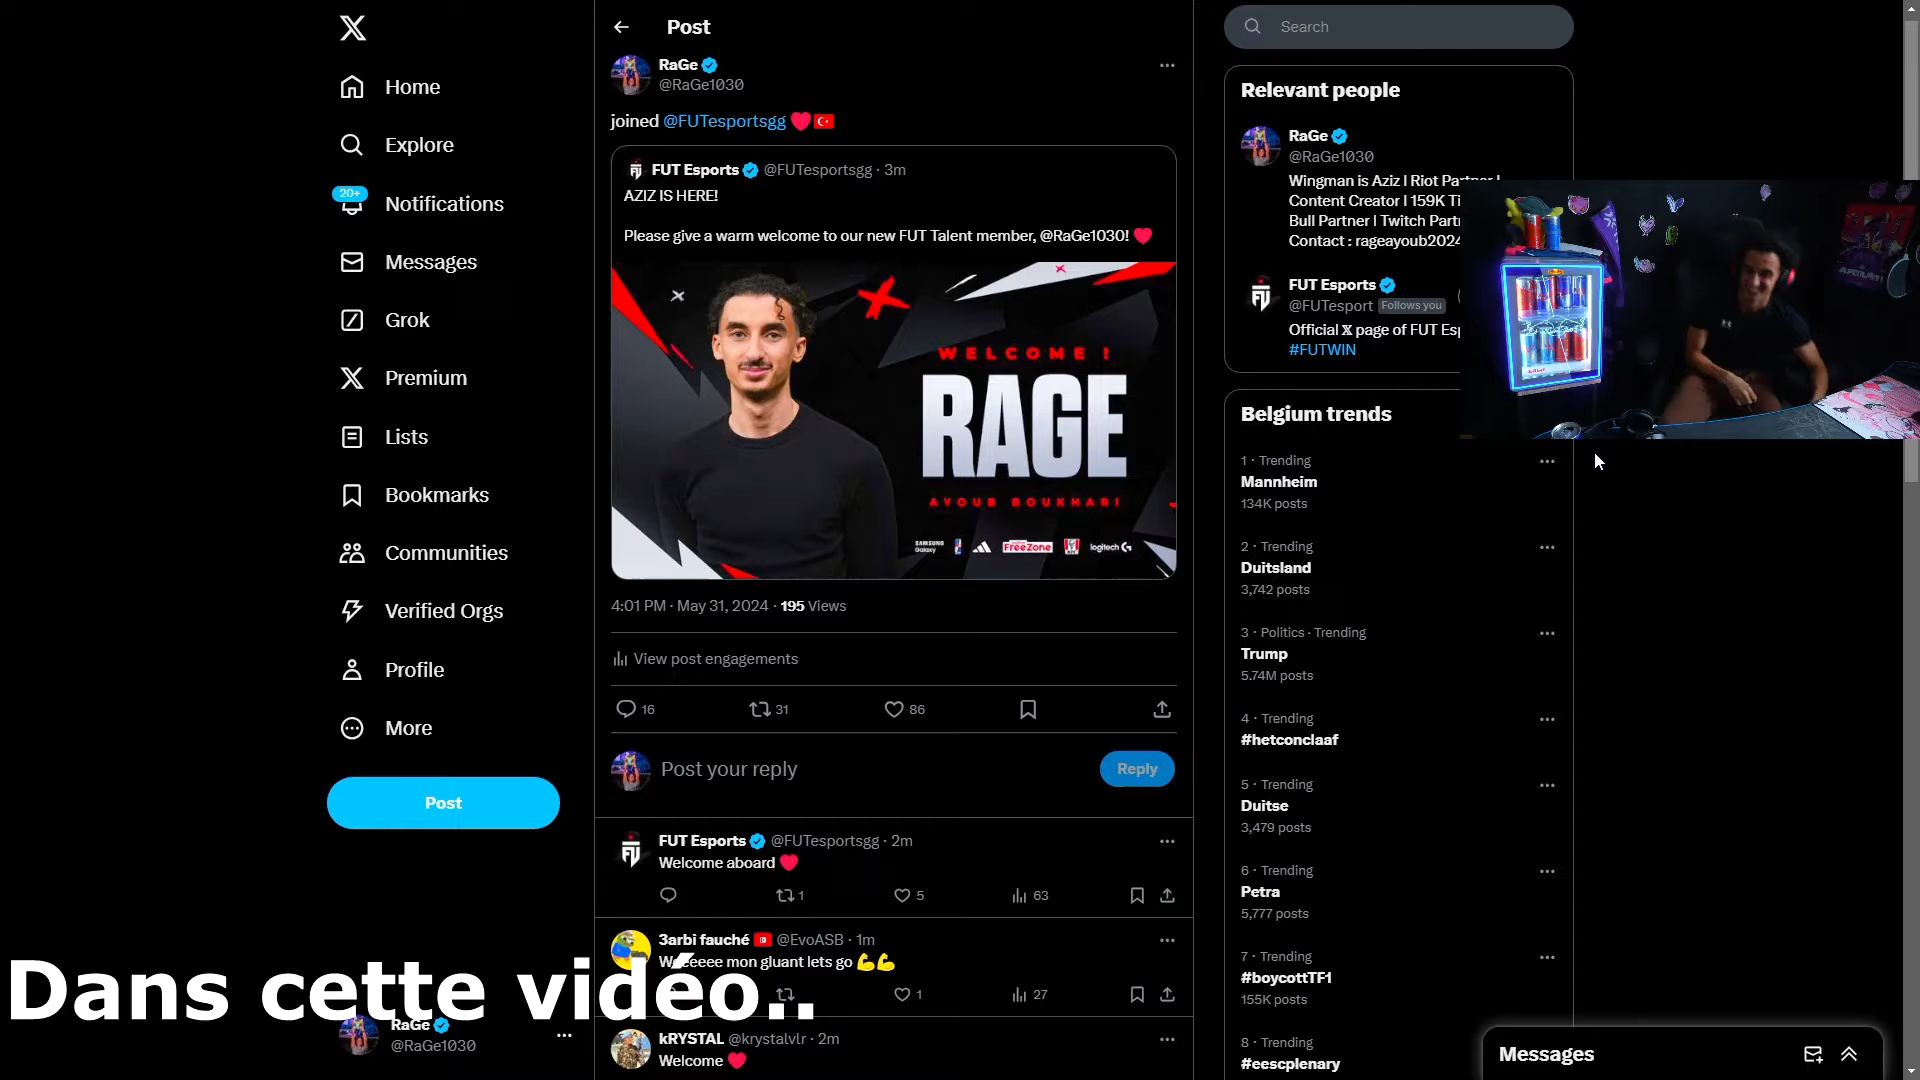 Home
Explore
20+
Notifications
Messages
Grok
Premium
Lists
Bookmarks
Communities
Verified Orgs
Profile
More
Post
RaGe
@RaGe1030
Post
RaGe
@RaGe1030
joined @FUTesportsgg ❤️🇹🇷
FUT Esports @FUTesportsgg · 3m
AZIZ IS HERE!
Please give a warm welcome to our new FUT Talent member, @RaGe1030! ❤️
WELCOME !
RAGE
AYOUB BOUKHARI
SAMSUNG Galaxy FreeZone KFC logitech G
4:01 PM · May 31, 2024 · 195 Views
View post engagements
16 31 86
Post your reply
Reply
FUT Esports @FUTesportsgg · 2m
Welcome aboard ❤️
1 5 63
3arbi fauché 🇹🇳 @EvoASB · 1m
mon gluant lets go 💪💪
1 27
kRYSTAL @krystalvlr · 2m
Welcome ❤️
Dans cette vidéo..
Search
Relevant people
RaGe
@RaGe1030
Wingman is Aziz l Riot Partner l
Content Creator l 159K Ti
Bull Partner | Twitch Part
Contact : rageayoub2024
FUT Esports
@FUTesport Follows you
Official 𝕏 page of FUT Esp
#FUTWIN
Belgium trends
1 · Trending
Mannheim
134K posts
2 · Trending
Duitsland
3,742 posts
3 · Politics · Trending
Trump
5.74M posts
4 · Trending
#hetconclaaf
5 · Trending
Duitse
3,479 posts
6 · Trending
Petra
5,777 posts
7 · Trending
#boycottTF1
155K posts
8 · Trending
#eescplenary
Messages